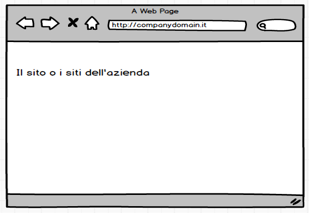 A Web Page
http://companydomain.it
Il sito o i siti dell'azienda